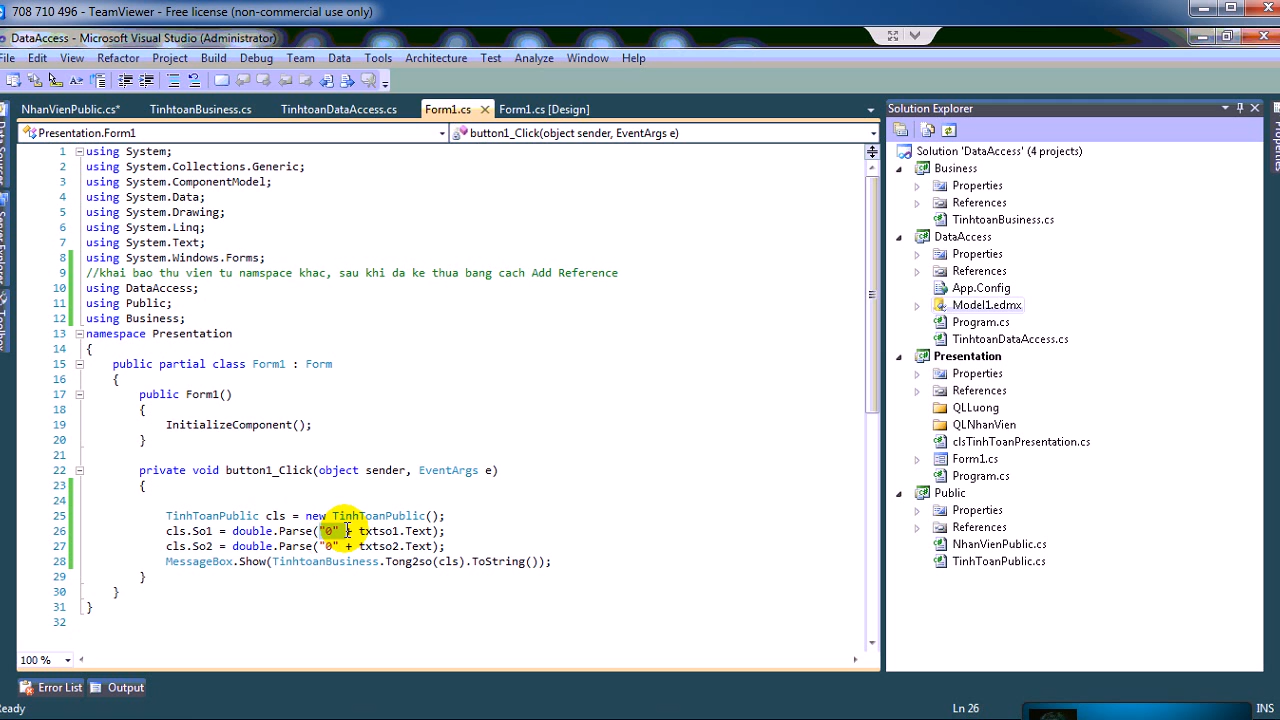 708 710 496 - TeamViewer - Free license (non-commercial use only)
DataAccess - Microsoft Visual Studio (Administrator)
File Edit View Refactor Project Build Debug Team Data Tools Architecture Test Analyze Window Help
NhanVienPublic.cs* TinhtoanBusiness.cs TinhtoanDataAccess.cs Form1.cs Form1.cs [Design]
Presentation.Form1 button1_Click(object sender, EventArgs e)
1 using System;
2 using System.Collections.Generic;
3 using System.ComponentModel;
4 using System.Data;
5 using System.Drawing;
6 using System.Linq;
7 using System.Text;
8 using System.Windows.Forms;
9 //khai bao thu vien tu namspace khac, sau khi da ke thua bang cach Add Reference
10 using DataAccess;
11 using Public;
12 using Business;
13 namespace Presentation
14 {
15 public partial class Form1 : Form
16 {
17 public Form1()
18 {
19 InitializeComponent();
20 }
21
22 private void button1_Click(object sender, EventArgs e)
23 {
24
25 TinhToanPublic cls = new TinhToanPublic();
26 cls.So1 = double.Parse("0" + txtso1.Text);
27 cls.So2 = double.Parse("0" + txtso2.Text);
28 MessageBox.Show(TinhtoanBusiness.Tong2so(cls).ToString());
29 }
30 }
31 }
32
100 %
Error List Output
Ready Ln 26 INS
Data Sources
Server Explorer
Toolbox
Solution Explorer
Solution 'DataAccess' (4 projects)
Business
Properties
References
TinhtoanBusiness.cs
DataAccess
Properties
References
App.Config
Model1.edmx
Program.cs
TinhtoanDataAccess.cs
Presentation
Properties
References
QLLuong
QLNhanVien
clsTinhToanPresentation.cs
Form1.cs
Program.cs
Public
Properties
References
NhanVienPublic.cs
TinhToanPublic.cs
Properties